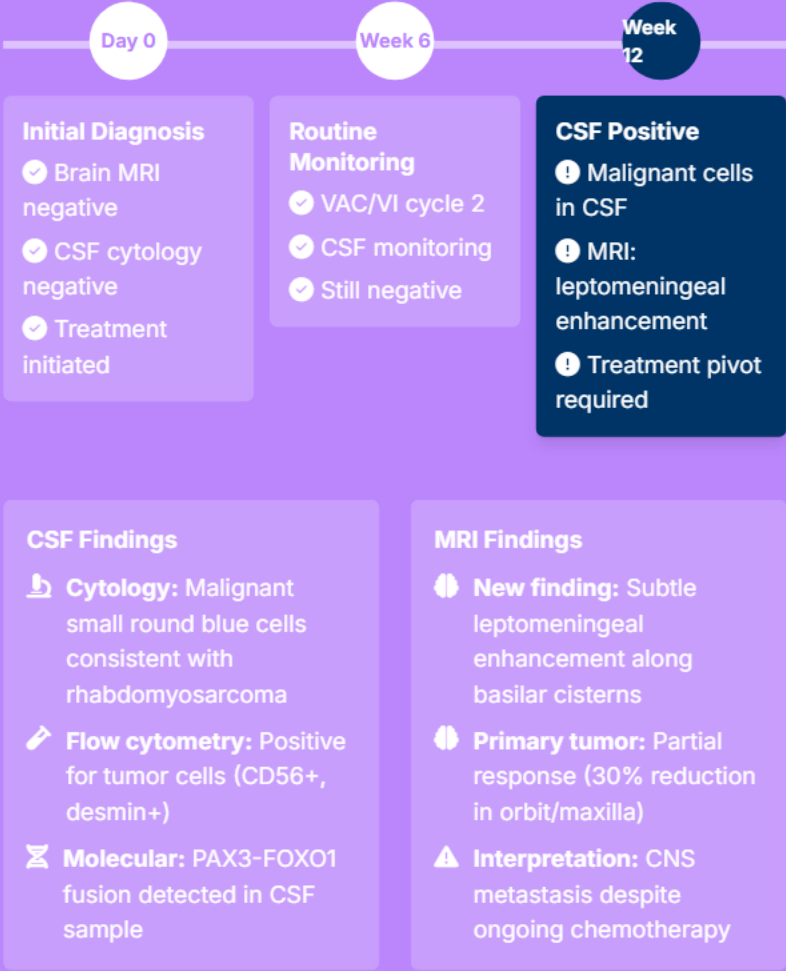 Day 0
Week 6
Week
12
Initial Diagnosis
Brain MRI
negative
CSF cytology
negative
Treatment
initiated
Routine
Monitoring
VAC/VI cycle 2
CSF monitoring
Still negative
CSF Positive
Malignant cells
in CSF
MRI:
leptomeningeal
enhancement
Treatment pivot
required
CSF Findings
Cytology: Malignant
small round blue cells
consistent with
rhabdomyosarcoma
Flow cytometry: Positive
for tumor cells (CD56+,
desmin+)
Molecular: PAX3-FOXO1
fusion detected in CSF
sample
MRI Findings
New finding: Subtle
leptomeningeal
enhancement along
basilar cisterns
Primary tumor: Partial
response (30% reduction
in orbit/maxilla)
Interpretation: CNS
metastasis despite
ongoing chemotherapy